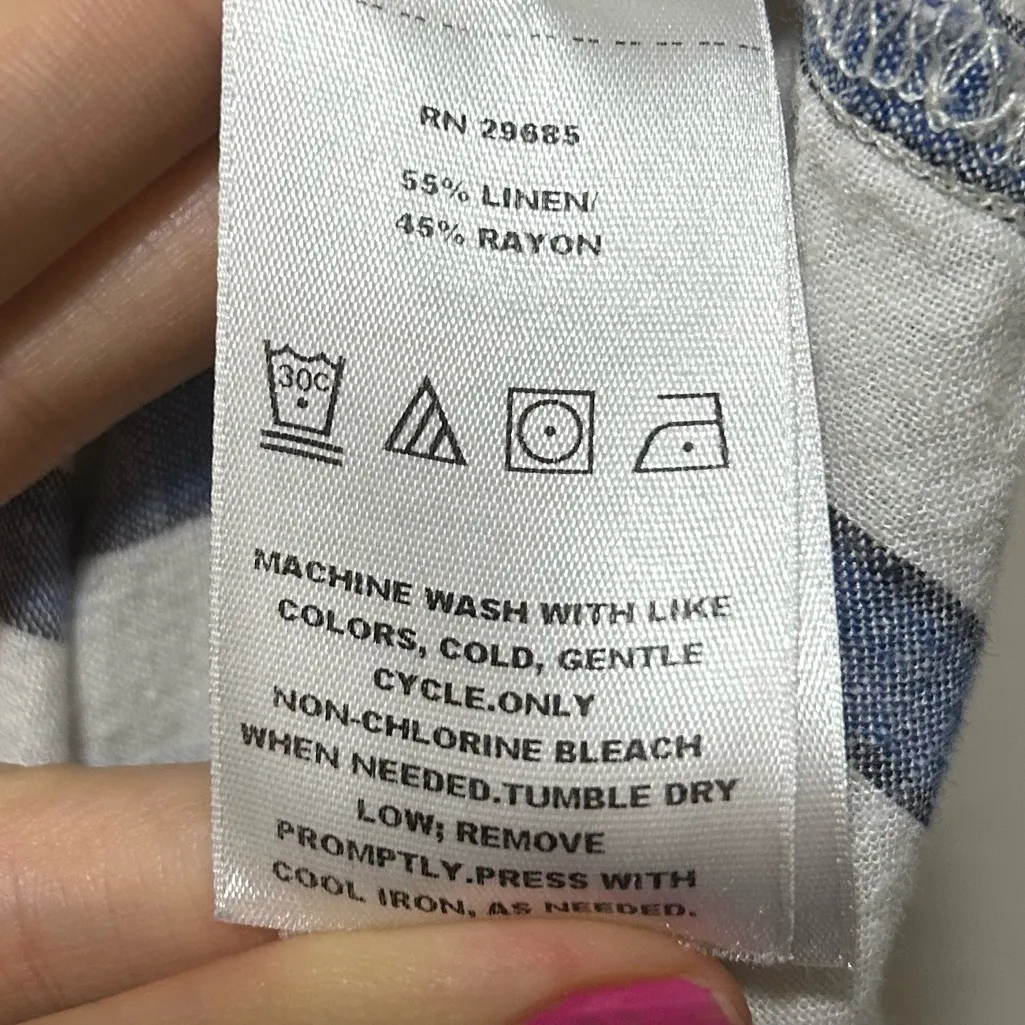 RN 29685
55% LINEN/
45% RAYON
30c
MACHINE WASH WITH LIKE
COLORS, COLD, GENTLE
CYCLE.ONLY
NON-CHLORINE BLEACH
WHEN NEEDED.TUMBLE DRY
LOW; REMOVE
PROMPTLY.PRESS WITH
COOL IRON, AS NEEDED.